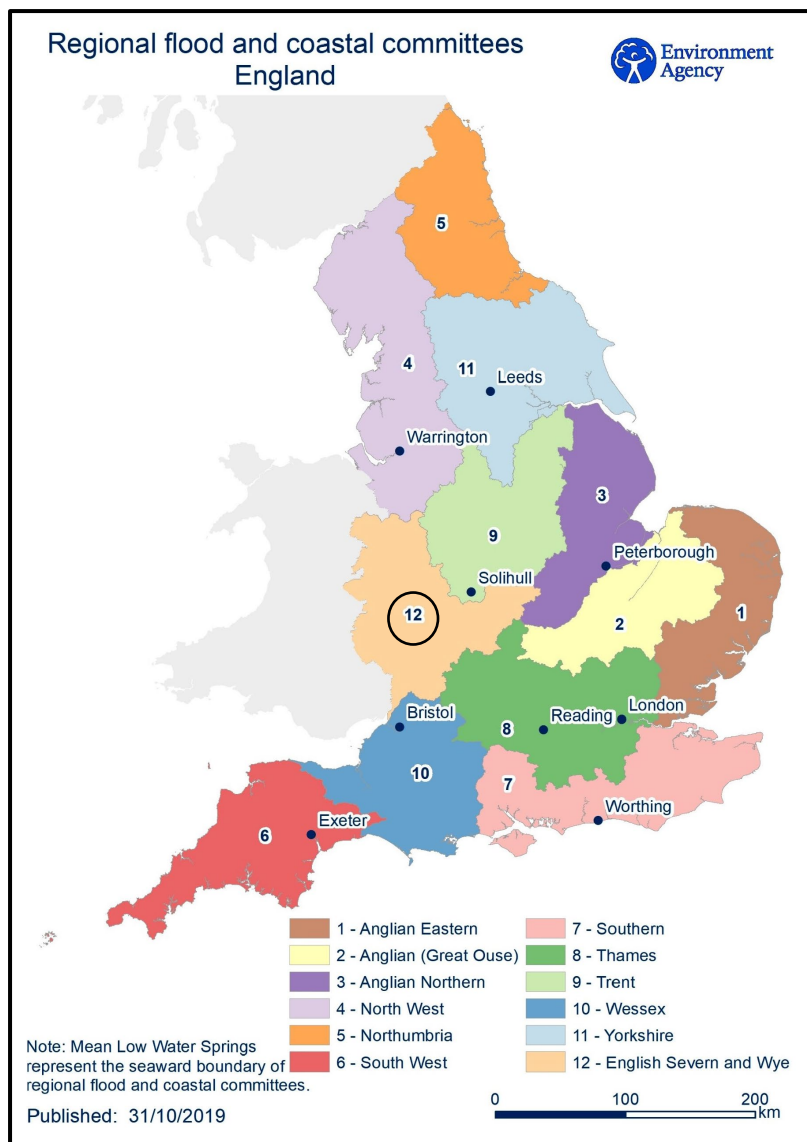 Regional flood and coastal committees
England
Environment
Agency
5
4
11
Leeds
Warrington
3
9
Peterborough
Solihull
12
2
1
Bristol
London
Reading
8
10
7
Worthing
Exeter
6
1 - Anglian Eastern
2 - Anglian (Great Ouse)
3 - Anglian Northern
4 - North West
5 - Northumbria
6 - South West
7 - Southern
8 - Thames
9 - Trent
10 - Wessex
11 - Yorkshire
12 - English Severn and Wye
Note: Mean Low Water Springs
represent the seaward boundary of
regional flood and coastal committees.
Published: 31/10/2019
0 100 200
km